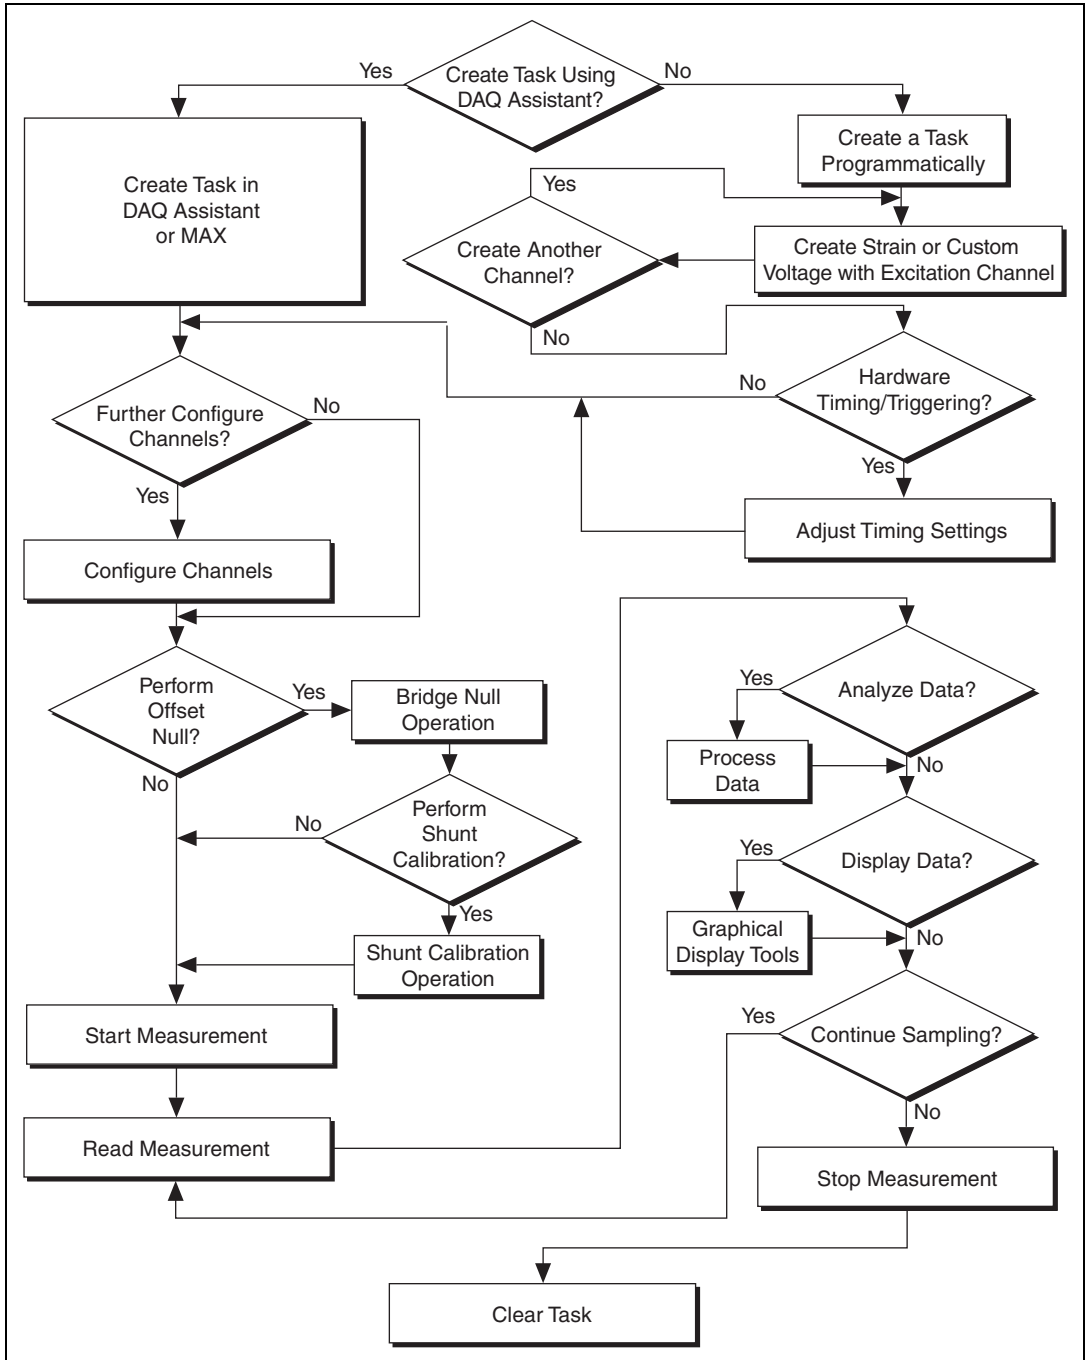 Create Task Using
DAQ Assistant?
Yes
No
Create Task in
DAQ Assistant
or MAX
Create a Task
Programmatically
Yes
Create Another
Channel?
Create Strain or Custom
Voltage with Excitation Channel
No
Hardware
Timing/Triggering?
No
Yes
Adjust Timing Settings
Further Configure
Channels?
No
Yes
Configure Channels
Perform
Offset
Null?
Yes
No
Bridge Null
Operation
Perform
Shunt
Calibration?
No
Yes
Shunt Calibration
Operation
Start Measurement
Read Measurement
Analyze Data?
Yes
No
Process
Data
Display Data?
Yes
No
Graphical
Display Tools
Continue Sampling?
Yes
No
Stop Measurement
Clear Task